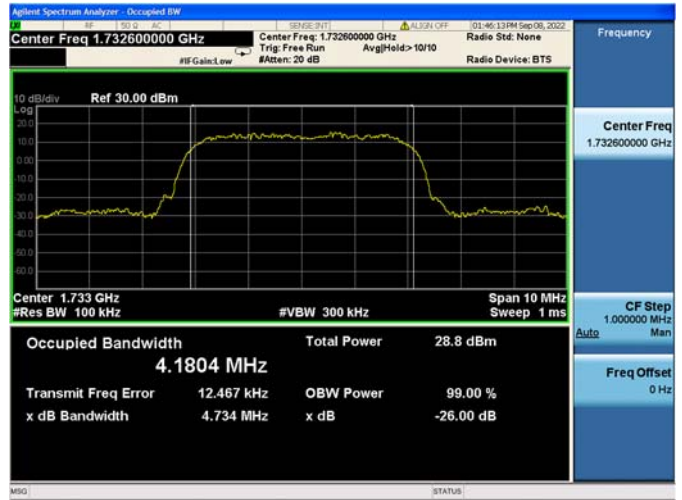 Agilent Spectrum Analyzer - Occupied BW
RF 50 Ω AC SENSE:INT ALIGN OFF 01:46:13PM Sep 08, 2022
Center Freq 1.732600000 GHz
Center Freq: 1.732600000 GHz Radio Std: None
Trig: Free Run Avg|Hold:> 10/10
#IFGain:Low #Atten: 20 dB Radio Device: BTS
Frequency
10 dB/div Ref 30.00 dBm
Log
20.0
10.0
0.00
-10.0
-20.0
-30.0
-40.0
-50.0
-60.0
Center 1.733 GHz Span 10 MHz
#Res BW 100 kHz #VBW 300 kHz Sweep 1 ms
Occupied Bandwidth Total Power 28.8 dBm
4.1804 MHz
Transmit Freq Error 12.467 kHz OBW Power 99.00 %
x dB Bandwidth 4.734 MHz x dB -26.00 dB
Center Freq
1.732600000 GHz
CF Step
1.000000 MHz
Auto Man
Freq Offset
0 Hz
MSG STATUS